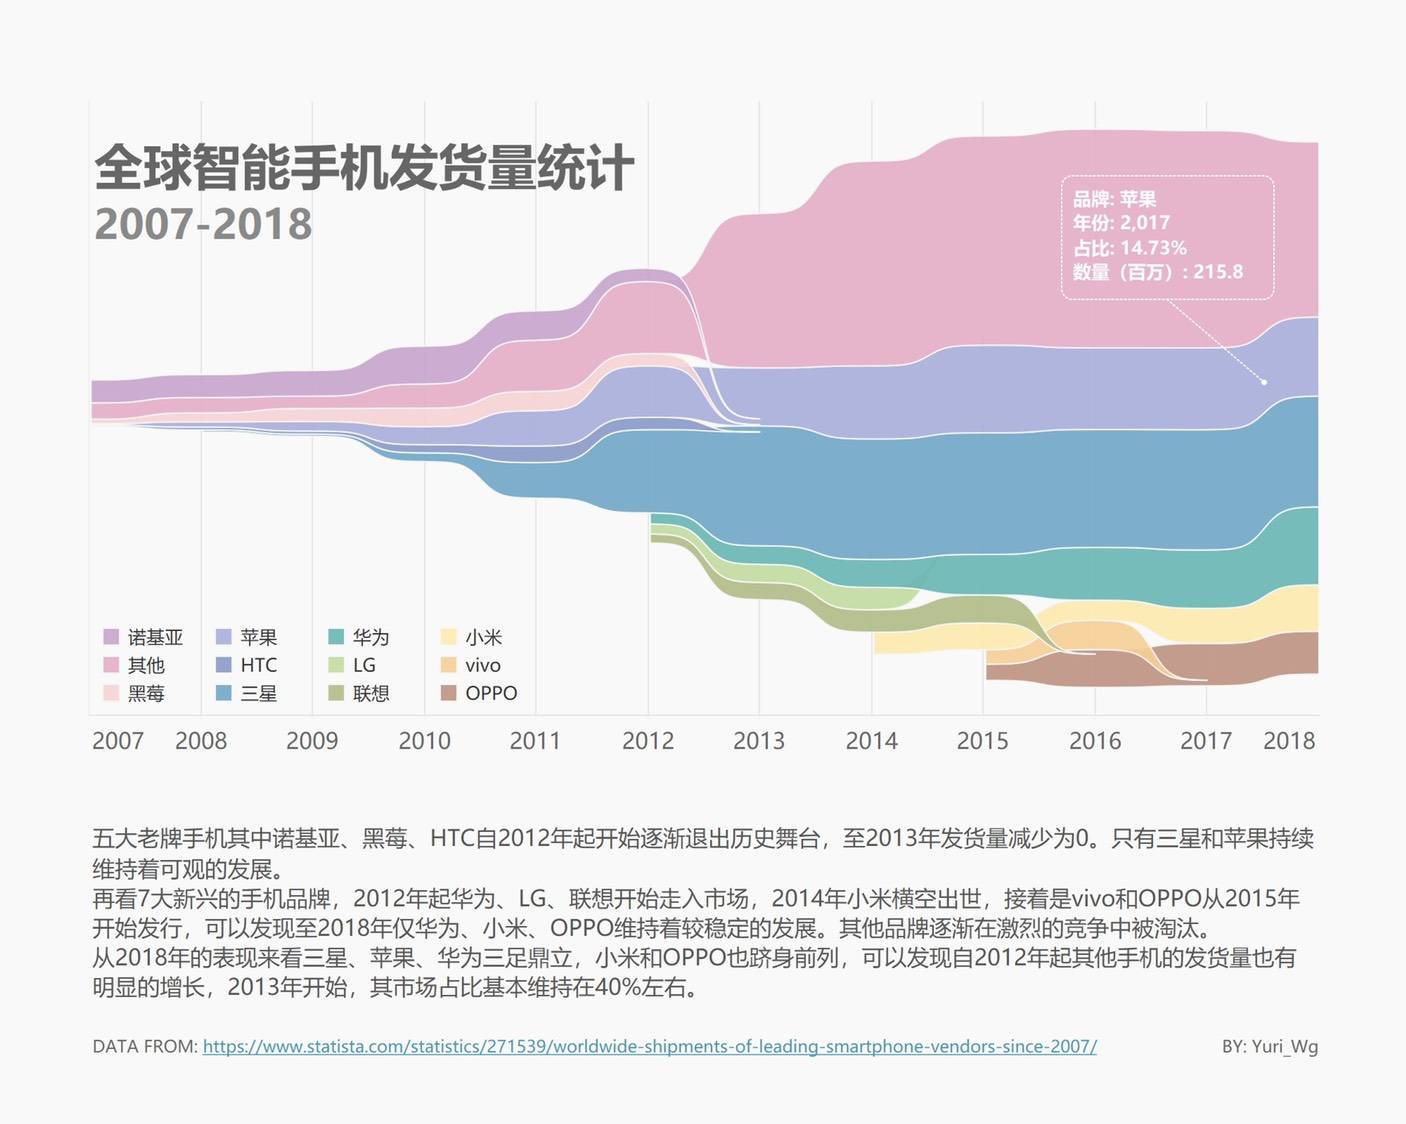 全球智能手机发货量统计
2007-2018
品牌: 苹果
年份: 2,017
占比: 14.73%
数量（百万）: 215.8
诺基亚 苹果 华为 小米
其他 HTC LG vivo
黑莓 三星 联想 OPPO
2007 2008 2009 2010 2011 2012 2013 2014 2015 2016 2017 2018
五大老牌手机其中诺基亚、黑莓、HTC自2012年起开始逐渐退出历史舞台，至2013年发货量减少为0。只有三星和苹果持续
维持着可观的发展。
再看7大新兴的手机品牌，2012年起华为、LG、联想开始走入市场，2014年小米横空出世，接着是vivo和OPPO从2015年
开始发行，可以发现至2018年仅华为、小米、OPPO维持着较稳定的发展。其他品牌逐渐在激烈的竞争中被淘汰。
从2018年的表现来看三星、苹果、华为三足鼎立，小米和OPPO也跻身前列，可以发现自2012年起其他手机的发货量也有
明显的增长，2013年开始，其市场占比基本维持在40%左右。
DATA FROM: https://www.statista.com/statistics/271539/worldwide-shipments-of-leading-smartphone-vendors-since-2007/ BY: Yuri_Wg